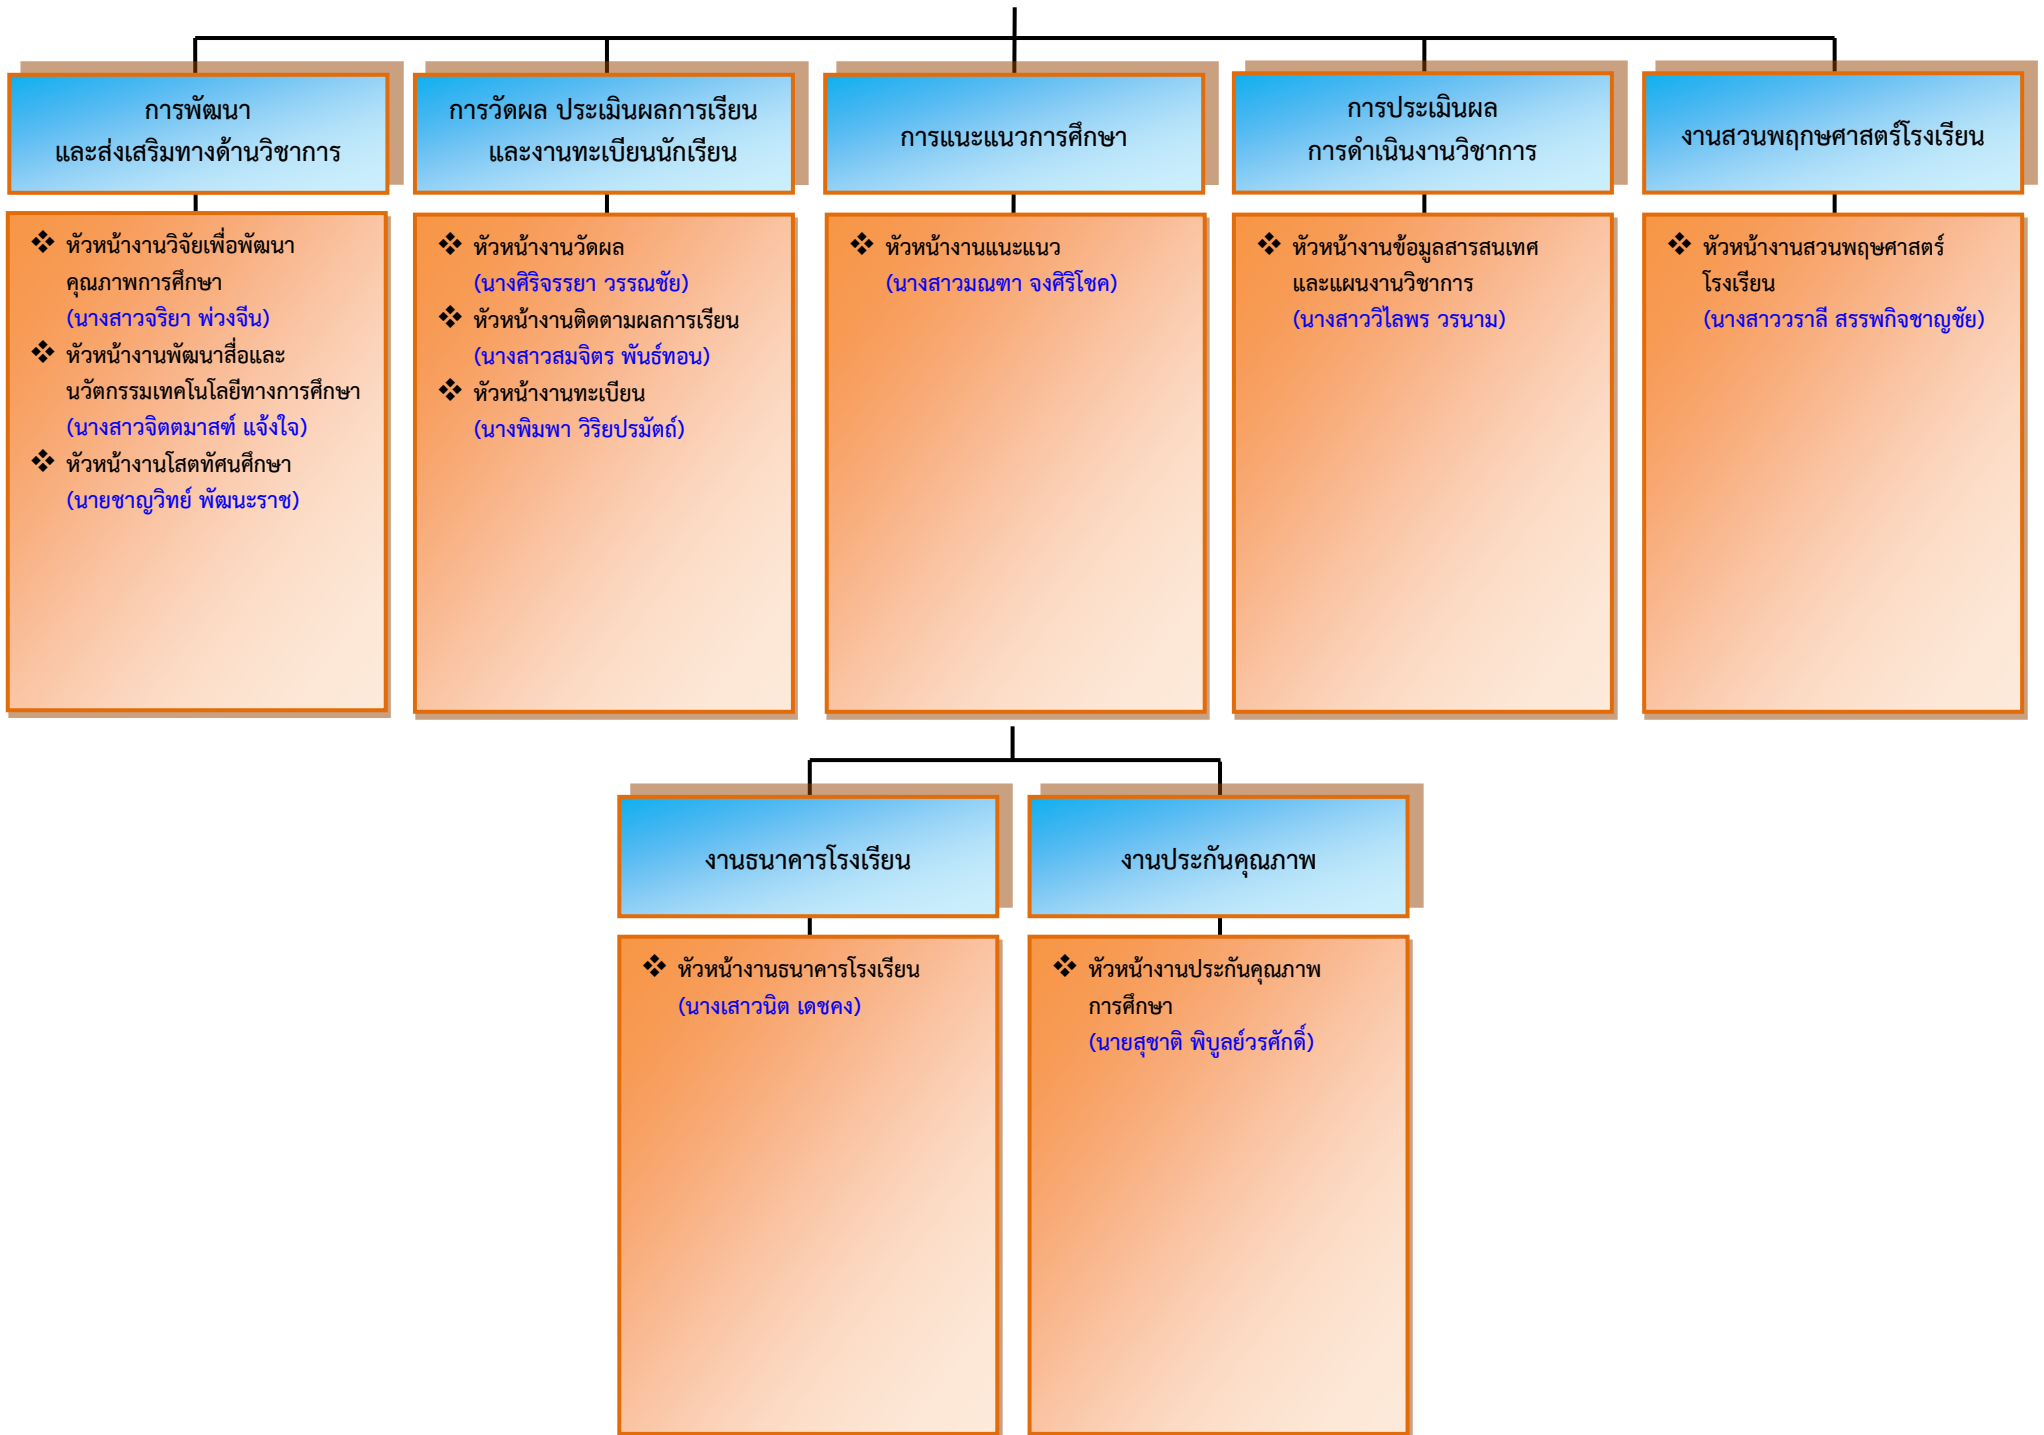 การพัฒนา
และส่งเสริมทางด้านวิชาการ
❖ หัวหน้างานวิจัยเพื่อพัฒนา
คุณภาพการศึกษา
(นางสาวจริยา พ่วงจีน)
❖ หัวหน้างานพัฒนาสื่อและ
นวัตกรรมเทคโนโลยีทางการศึกษา
(นางสาวจิตตมาสฑ์ แจ้งใจ)
❖ หัวหน้างานโสตทัศนศึกษา
(นายชาญวิทย์ พัฒนะราช)
การวัดผล ประเมินผลการเรียน
และงานทะเบียนนักเรียน
❖ หัวหน้างานวัดผล
(นางศิริจรรยา วรรณชัย)
❖ หัวหน้างานติดตามผลการเรียน
(นางสาวสมจิตร พันธ์ทอน)
❖ หัวหน้างานทะเบียน
(นางพิมพา วิริยปรมัตถ์)
การแนะแนวการศึกษา
❖ หัวหน้างานแนะแนว
(นางสาวมณฑา จงศิริโชค)
การประเมินผล
การดำเนินงานวิชาการ
❖ หัวหน้างานข้อมูลสารสนเทศ
และแผนงานวิชาการ
(นางสาววิไลพร วรนาม)
งานสวนพฤกษศาสตร์โรงเรียน
❖ หัวหน้างานสวนพฤษศาสตร์
โรงเรียน
(นางสาววราลี สรรพกิจชาญชัย)
งานธนาคารโรงเรียน
❖ หัวหน้างานธนาคารโรงเรียน
(นางเสาวนิต เดชคง)
งานประกันคุณภาพ
❖ หัวหน้างานประกันคุณภาพ
การศึกษา
(นายสุชาติ พิบูลย์วรศักดิ์)